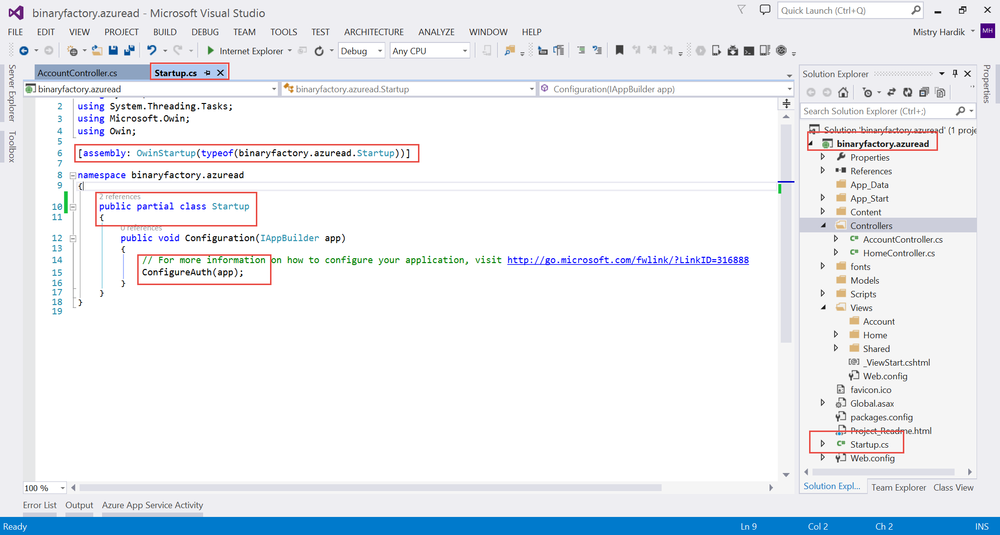 binaryfactory.azuread - Microsoft Visual Studio
Quick Launch (Ctrl+Q)
FILE EDIT VIEW PROJECT BUILD DEBUG TEAM TOOLS TEST ARCHITECTURE ANALYZE WINDOW HELP
Mistry Hardik MH
Internet Explorer Debug Any CPU
Server Explorer
Toolbox
AccountController.cs Startup.cs
binaryfactory.azuread binaryfactory.azuread.Startup Configuration(IAppBuilder app)
2 using System.Threading.Tasks;
3 using Microsoft.Owin;
4 using Owin;
5
6 [assembly: OwinStartup(typeof(binaryfactory.azuread.Startup))]
7
8 namespace binaryfactory.azuread
9 {
2 references
10 public partial class Startup
11 {
0 references
12 public void Configuration(IAppBuilder app)
13 {
14 // For more information on how to configure your application, visit http://go.microsoft.com/fwlink/?LinkID=316888
15 ConfigureAuth(app);
16 }
17 }
18 }
19
100 %
Solution Explorer
Search Solution Explorer (Ctrl+;)
Solution 'binaryfactory.azuread' (1 proje
binaryfactory.azuread
Properties
References
App_Data
App_Start
Content
Controllers
C# AccountController.cs
C# HomeController.cs
fonts
Models
Scripts
Views
Account
Home
Shared
[@] _ViewStart.cshtml
Web.config
favicon.ico
Global.asax
packages.config
Project_Readme.html
C# Startup.cs
Web.config
Solution Expl... Team Explorer Class View
Properties
Error List Output Azure App Service Activity
Ready Ln 9 Col 2 Ch 2 INS